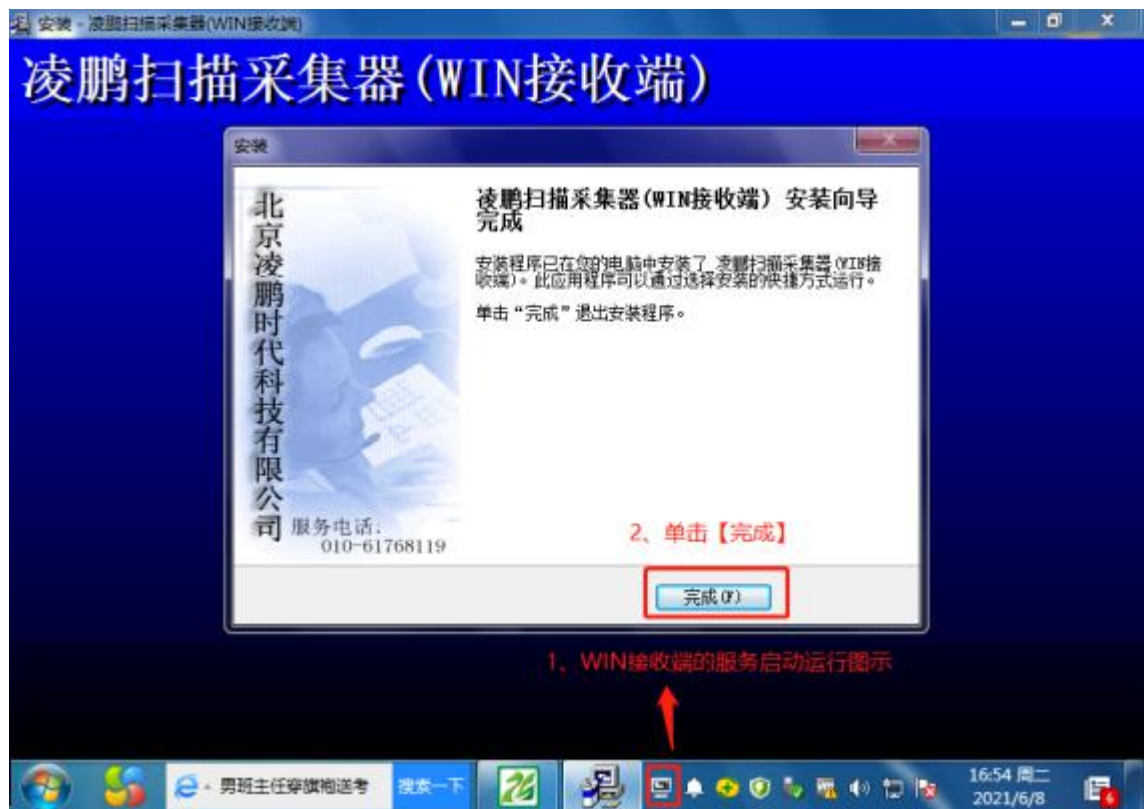 安装 - 凌鹏扫描采集器(WIN接收端)
凌鹏扫描采集器(WIN接收端)
安装
北京凌鹏时代科技有限公司
服务电话:
010-61768119
凌鹏扫描采集器(WIN接收端) 安装向导
完成
安装程序已在您的电脑中安装了 凌鹏扫描采集器(WIN接
收端)。此应用程序可以通过选择安装的快捷方式运行。
单击“完成”退出安装程序。
2、单击【完成】
完成(F)
1、WIN接收端的服务启动运行图示
男班主任穿旗袍送考
搜索一下
16:54 周二
2021/6/8